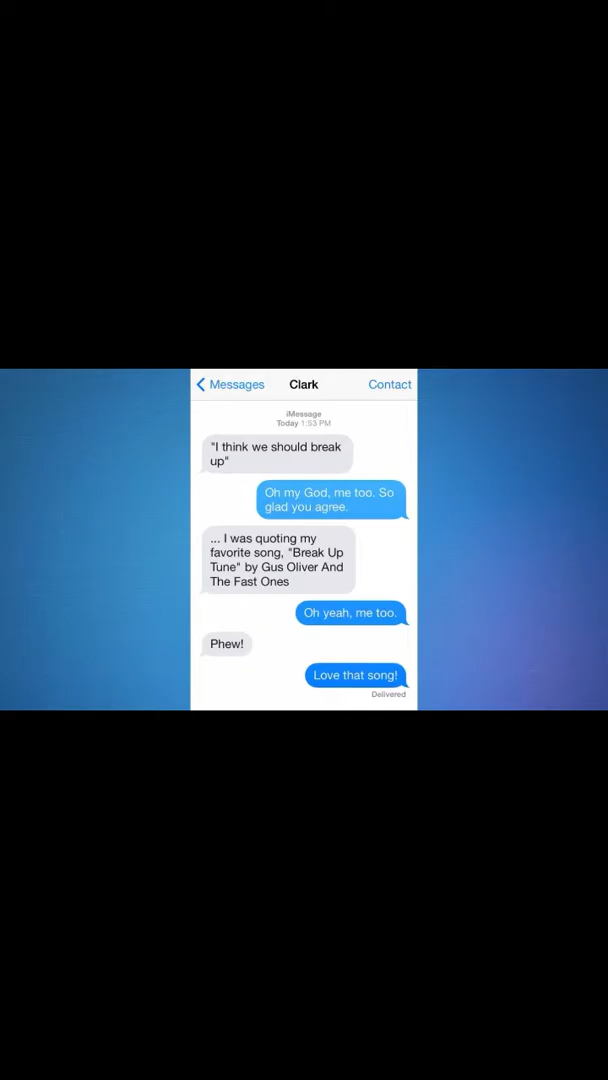 Messages Clark Contact
iMessage
Today 1:53 PM
"I think we should break
up"
Oh my God, me too. So
glad you agree.
... I was quoting my
favorite song, "Break Up
Tune" by Gus Oliver And
The Fast Ones
Oh yeah, me too.
Phew!
Love that song!
Delivered